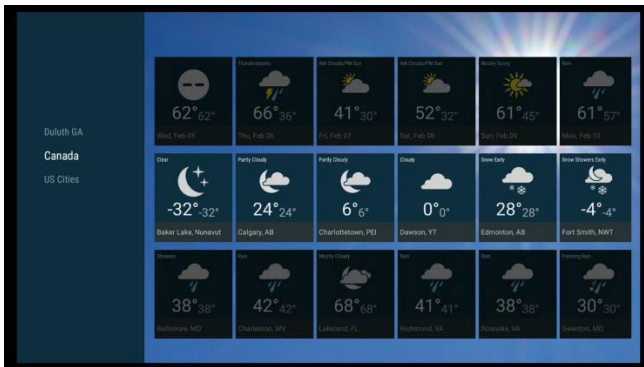 Duluth GA
Canada
US Cities
Thunderstorms
AM Clouds/PM Sun
AM Clouds/PM Sun
Mostly Sunny
Rain
62° 62°
66° 36°
41° 30°
52° 32°
61° 45°
61° 57°
Wed, Feb 05
Thu, Feb 06
Fri, Feb 07
Sat, Feb 08
Sun, Feb 09
Mon, Feb 10
Clear
Partly Cloudy
Partly Cloudy
Cloudy
Snow Early
Snow Showers Early
-32° -32°
24° 24°
6° 6°
0° 0°
28° 28°
-4° -4°
Baker Lake, Nunavut
Calgary, AB
Charlottetown, PEI
Dawson, YT
Edmonton, AB
Fort Smith, NWT
Showers
Rain
Mostly Cloudy
Rain
Rain
Freezing Rain
38° 38°
42° 42°
68° 68°
41° 41°
38° 38°
30° 30°
Baltimore, MD
Charleston, WV
Lakeland, FL
Richmond, VA
Roanoke, VA
Swanton, MD